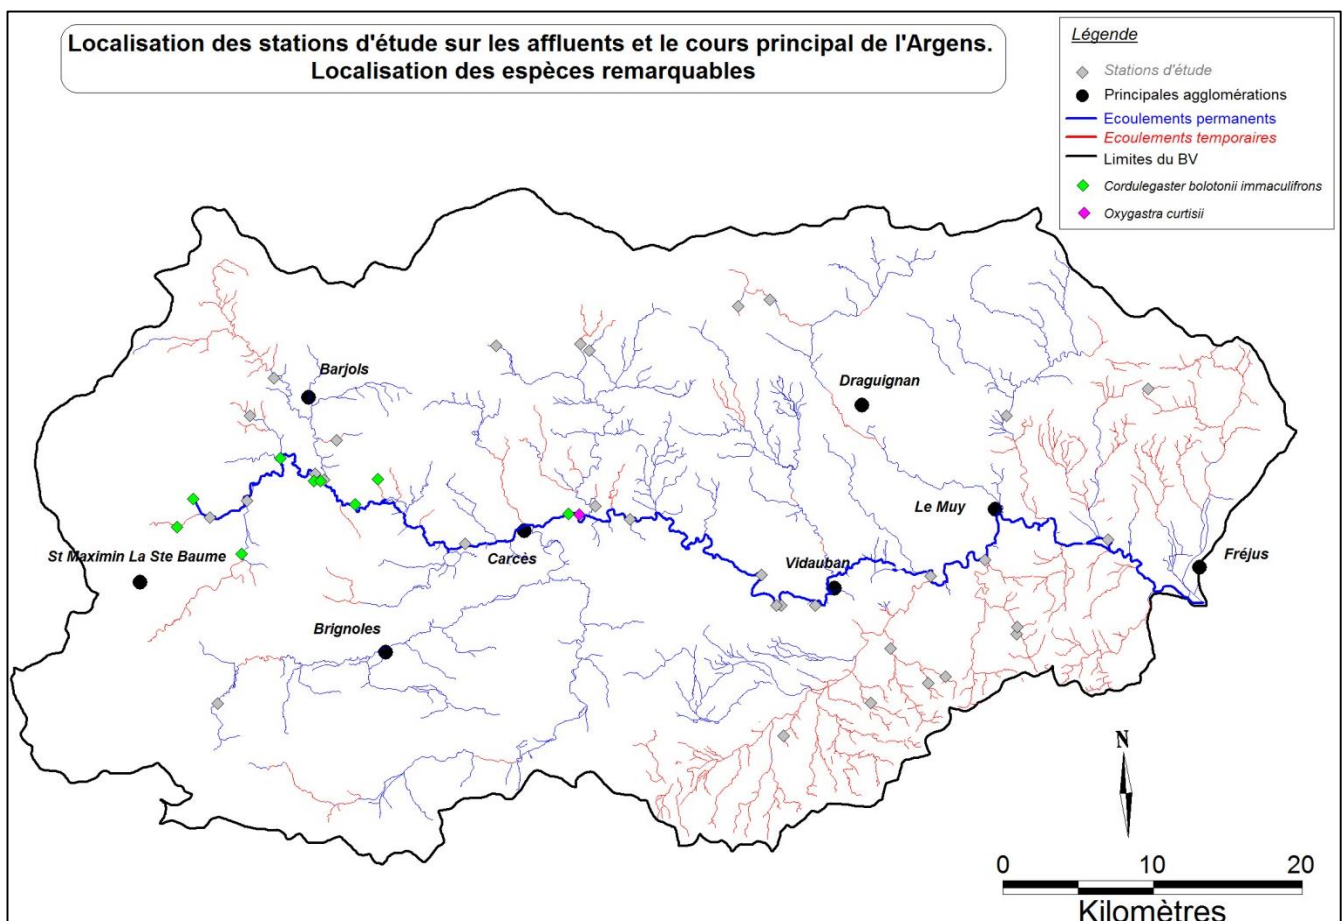 Localisation des stations d'étude sur les affluents et le cours principal de l'Argens.
Localisation des espèces remarquables
Légende
Stations d'étude
Principales agglomérations
Ecoulements permanents
Ecoulements temporaires
Limites du BV
Cordulegaster bolotonii immaculifrons
Oxygastra curtisii
Barjols
Draguignan
Le Muy
St Maximin La Ste Baume
Carcès
Vidauban
Fréjus
Brignoles
N
0 10 20
Kilomètres